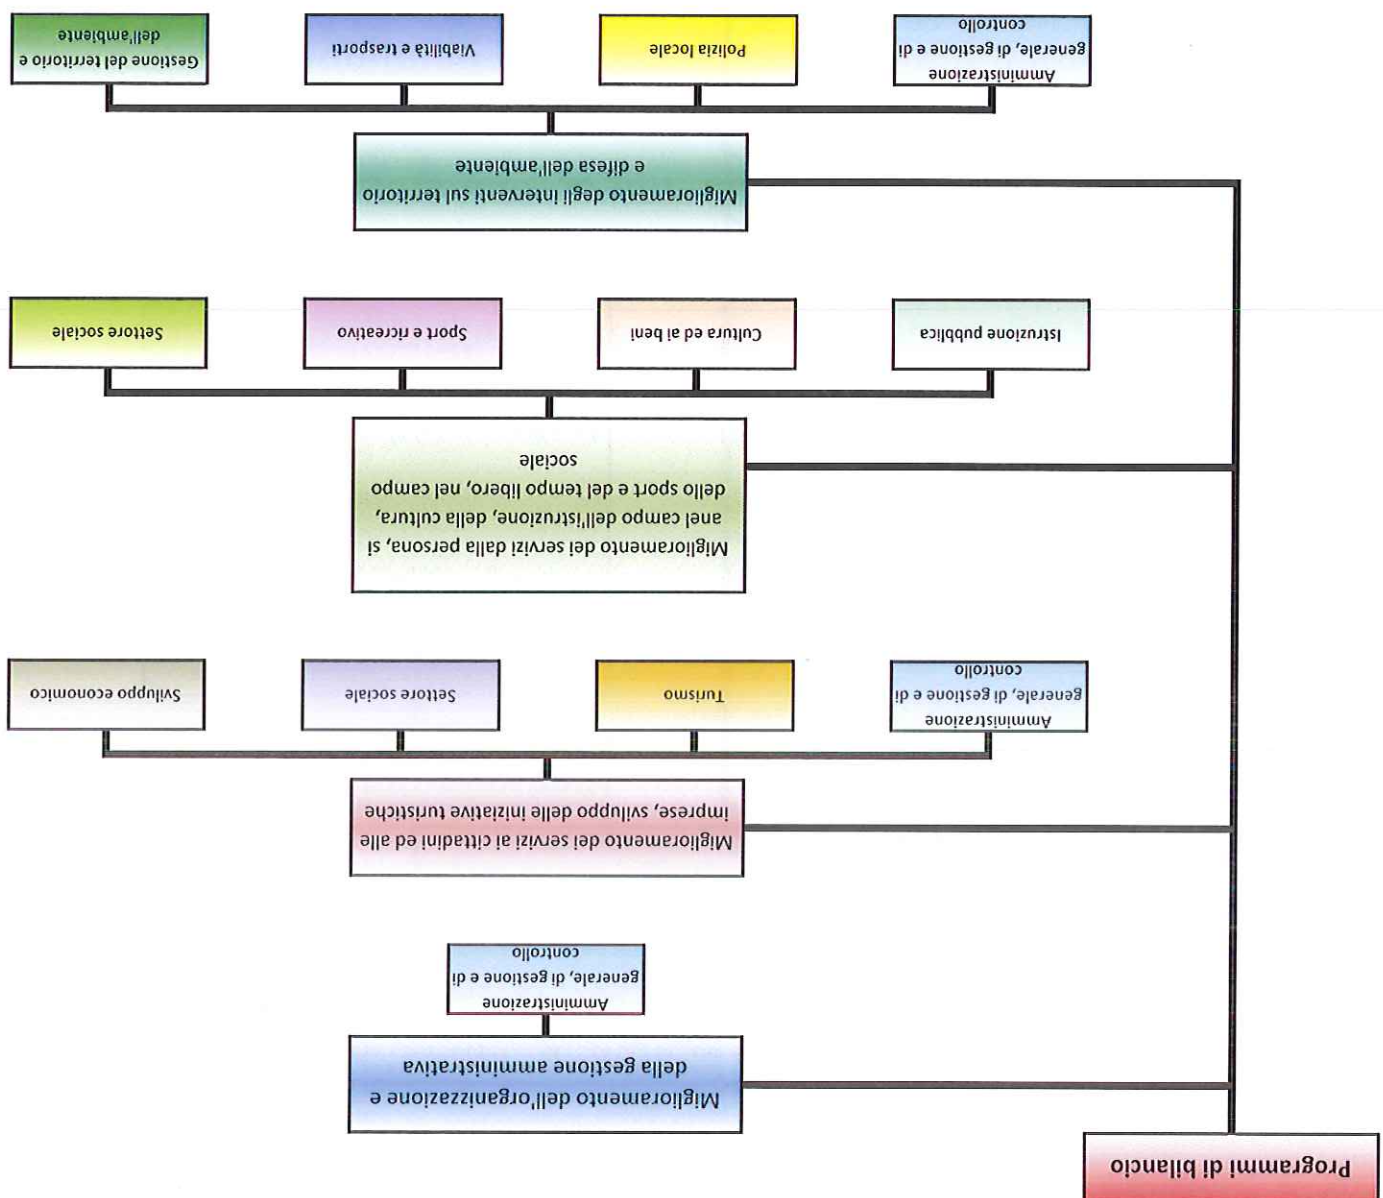 Programmi di bilancio
Miglioramento dell'organizzazione e
della gestione amministrativa
Amministrazione
generale, di gestione e di
controllo
Miglioramento dei servizi ai cittadini ed alle
imprese, sviluppo delle iniziative turistiche
Amministrazione
generale, di gestione e di
controllo
Turismo
Settore sociale
Sviluppo economico
Miglioramento dei servizi dalla persona, si
anel campo dell'istruzione, della cultura,
dello sport e del tempo libero, nel campo
sociale
Istruzione pubblica
Cultura ed ai beni
Sport e ricreativo
Settore sociale
Miglioramento degli interventi sul territorio
e difesa dell'ambiente
Amministrazione
generale, di gestione e di
controllo
Polizia locale
Viabilità e trasporti
Gestione del territorio e
dell'ambiente